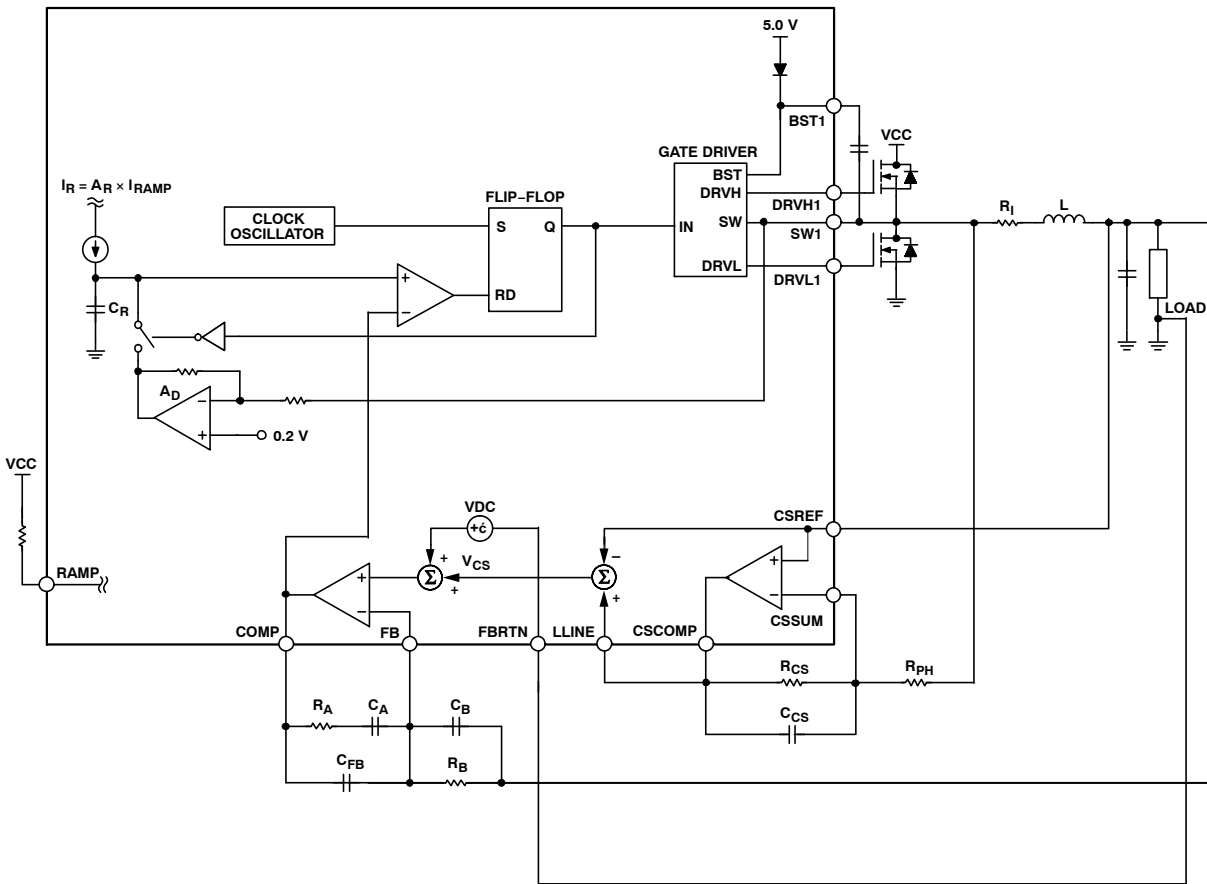 5.0 V
BST1
VCC
GATE DRIVER
BST
DRVH
DRVH1
IN
SW
SW1
DRVL
DRVL1
I_R = A_R × I_RAMP
CLOCK
OSCILLATOR
FLIP–FLOP
S
Q
RD
+
–
C_R
R_I
L
LOAD
A_D
–
+
0.2 V
VCC
RAMP
VDC
+ć
+
Σ
+
V_CS
–
Σ
+
CSREF
+
–
CSSUM
+
–
COMP
FB
FBRTN
LLINE
CSCOMP
R_CS
R_PH
C_CS
R_A
C_A
C_B
C_FB
R_B